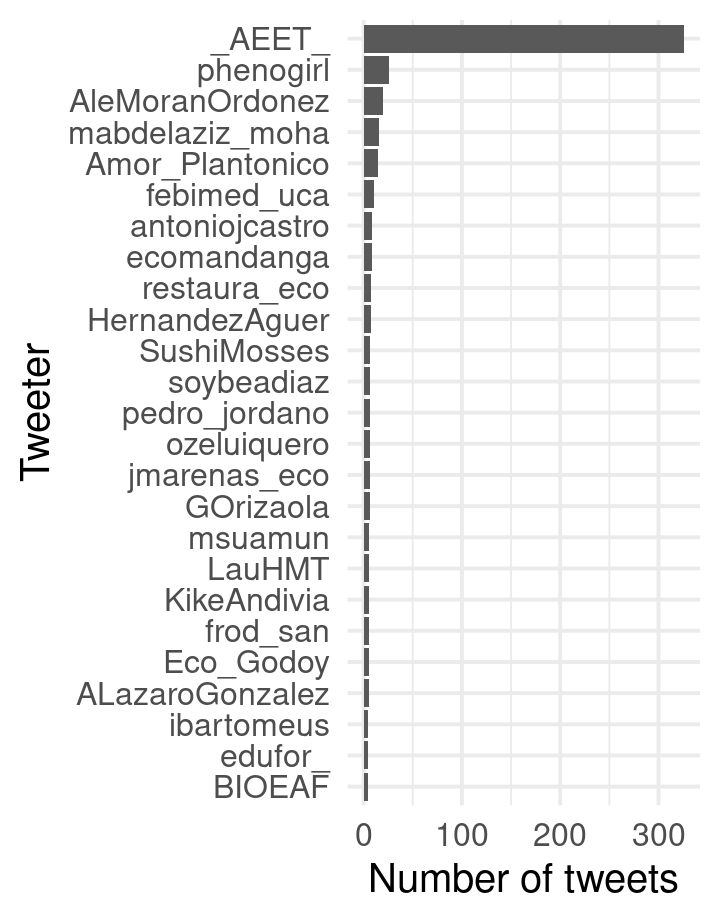 _AEET_
phenogirl
AleMoranOrdonez
mabdelaziz_moha
Amor_Plantonico
febimed_uca
antoniojcastro
ecomandanga
restaura_eco
HernandezAguer
SushiMosses
soybeadiaz
pedro_jordano
ozeluiquero
jmarenas_eco
GOrizaola
msuamun
LauHMT
KikeAndivia
frod_san
Eco_Godoy
ALazaroGonzalez
ibartomeus
edufor_
BIOEAF
Tweeter
0 100 200 300
Number of tweets